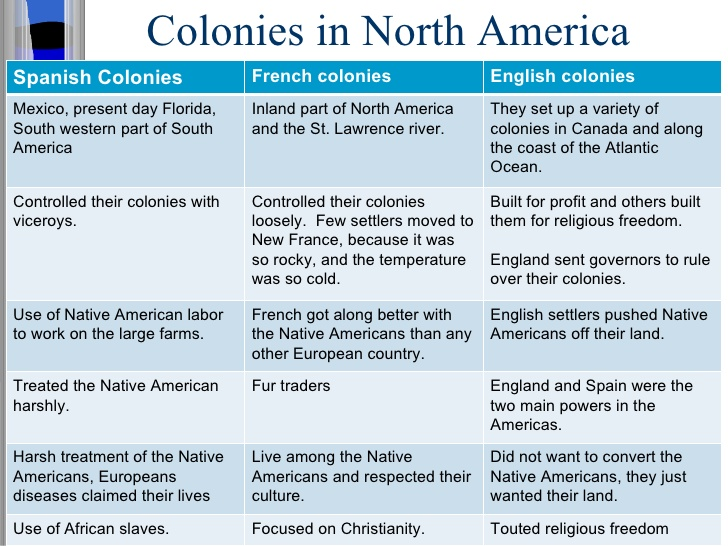 Colonies in North America
Spanish Colonies
French colonies
English colonies
Mexico, present day Florida,
South western part of South
America
Inland part of North America
and the St. Lawrence river.
They set up a variety of
colonies in Canada and along
the coast of the Atlantic
Ocean.
Controlled their colonies with
viceroys.
Controlled their colonies
loosely. Few settlers moved to
New France, because it was
so rocky, and the temperature
was so cold.
Built for profit and others built
them for religious freedom.
England sent governors to rule
over their colonies.
Use of Native American labor
to work on the large farms.
French got along better with
the Native Americans than any
other European country.
English settlers pushed Native
Americans off their land.
Treated the Native American
harshly.
Fur traders
England and Spain were the
two main powers in the
Americas.
Harsh treatment of the Native
Americans, Europeans
diseases claimed their lives
Live among the Native
Americans and respected their
culture.
Did not want to convert the
Native Americans, they just
wanted their land.
Use of African slaves.
Focused on Christianity.
Touted religious freedom